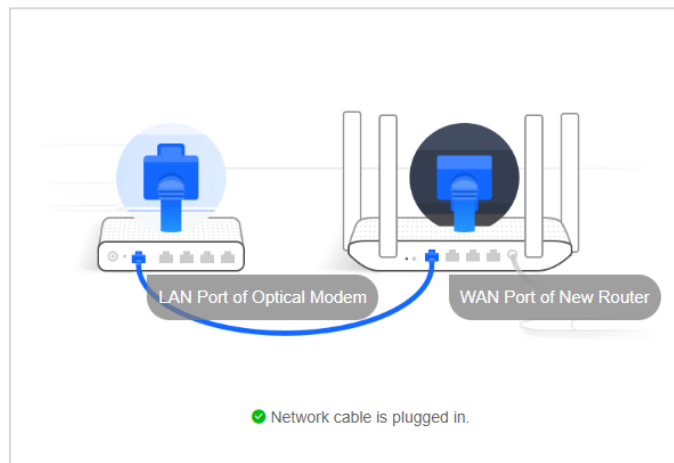 LAN Port of Optical Modem
WAN Port of New Router
Network cable is plugged in.